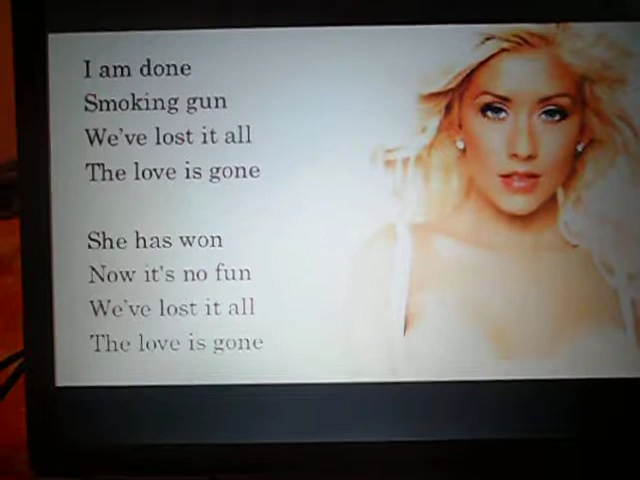 I am done
Smoking gun
We've lost it all
The love is gone
She has won
Now it's no fun
We've lost it all
The love is gone